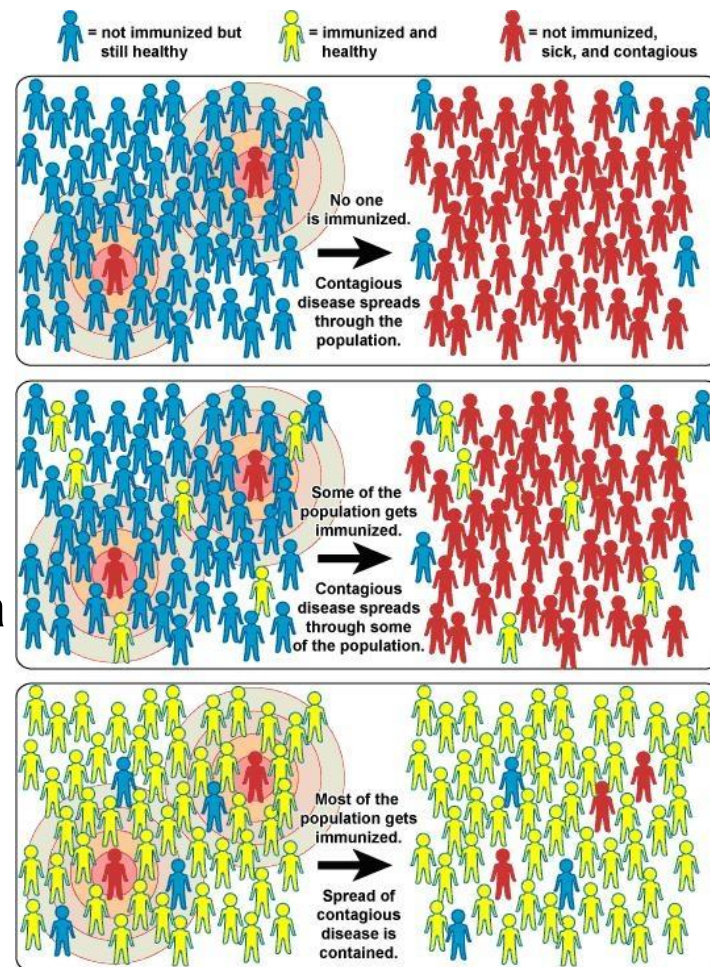 = not immunized but
still healthy
= immunized and
healthy
= not immunized,
sick, and contagious
No one
is immunized.
Contagious
disease spreads
through the
population.
Some of the
population gets
immunized.
Contagious
disease spreads
through some
of the population.
Most of the
population gets
immunized.
Spread of
contagious
disease is
contained.